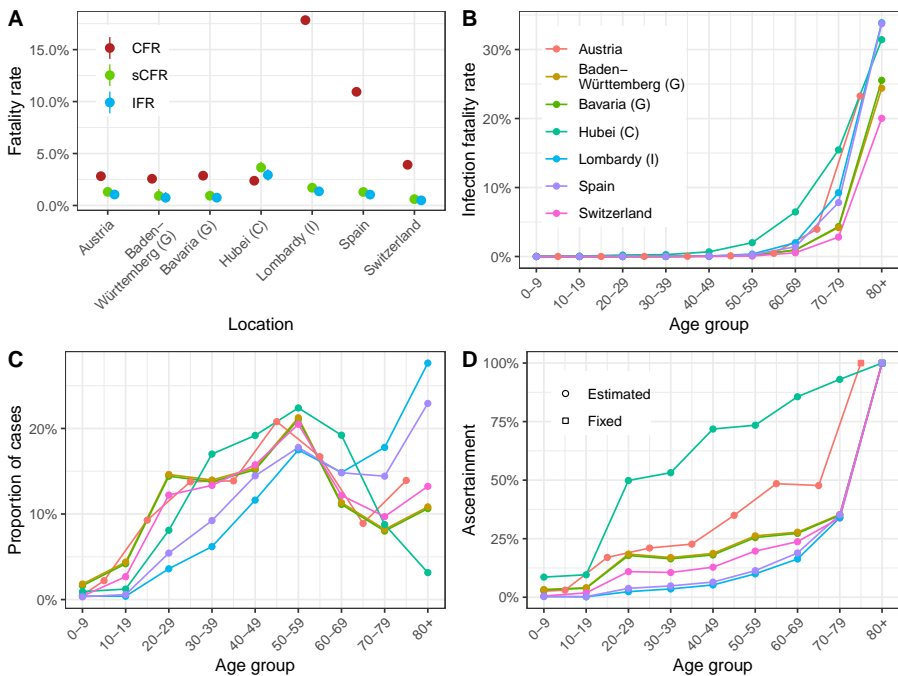 A
15.0%
10.0%
5.0%
0.0%
Fatality rate
CFR
sCFR
IFR
Austria
Baden−
Württemberg (G)
Bavaria (G)
Hubei (C)
Lombardy (I)
Spain
Switzerland
Location
B
30%
20%
10%
0%
Infection fatality rate
Austria
Baden−
Württemberg (G)
Bavaria (G)
Hubei (C)
Lombardy (I)
Spain
Switzerland
0−9
10−19
20−29
30−39
40−49
50−59
60−69
70−79
80+
Age group
C
20%
10%
0%
Proportion of cases
0−9
10−19
20−29
30−39
40−49
50−59
60−69
70−79
80+
Age group
D
100%
75%
50%
25%
0%
Ascertainment
Estimated
Fixed
0−9
10−19
20−29
30−39
40−49
50−59
60−69
70−79
80+
Age group